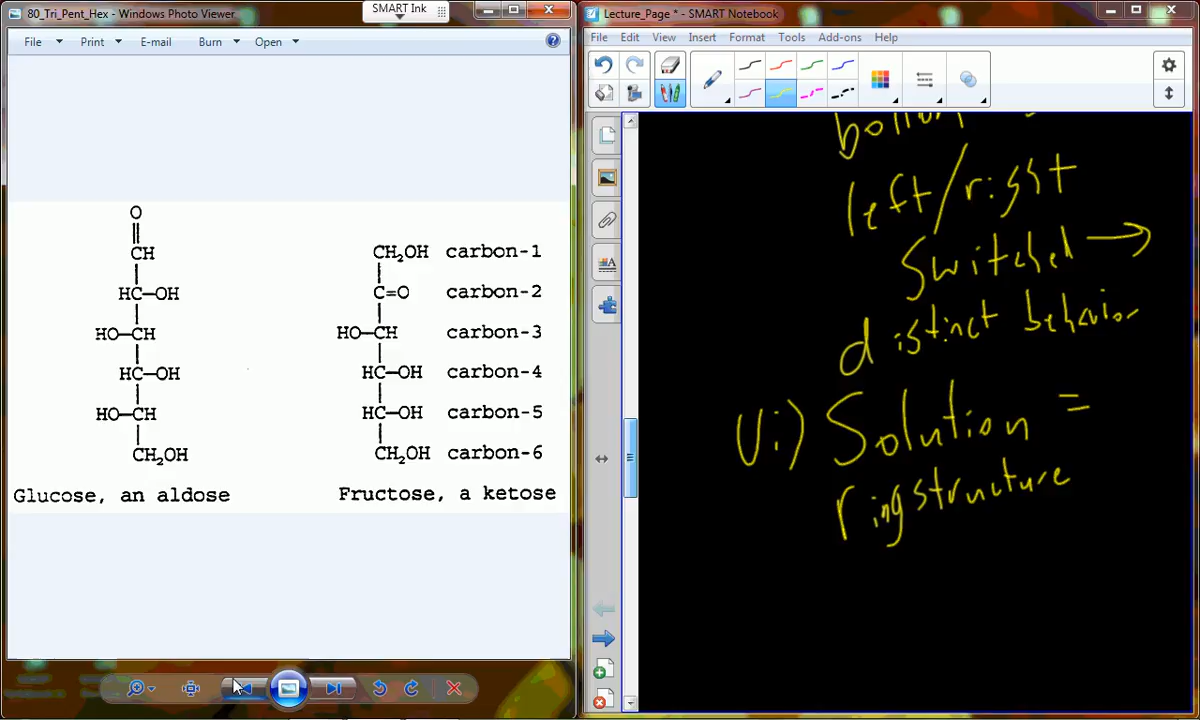 80_Tri_Pent_Hex - Windows Photo Viewer
SMART Ink
File Print E-mail Burn Open
O
CH
HC—OH
HO—CH
HC—OH
HO—CH
CH₂OH
Glucose, an aldose
CH₂OH carbon-1
C=O carbon-2
HO—CH carbon-3
HC—OH carbon-4
HC—OH carbon-5
CH₂OH carbon-6
Fructose, a ketose
Lecture_Page * - SMART Notebook
File Edit View Insert Format Tools Add-ons Help
left/right
Switched →
distinct behavior
Vi) Solution =
ring structure